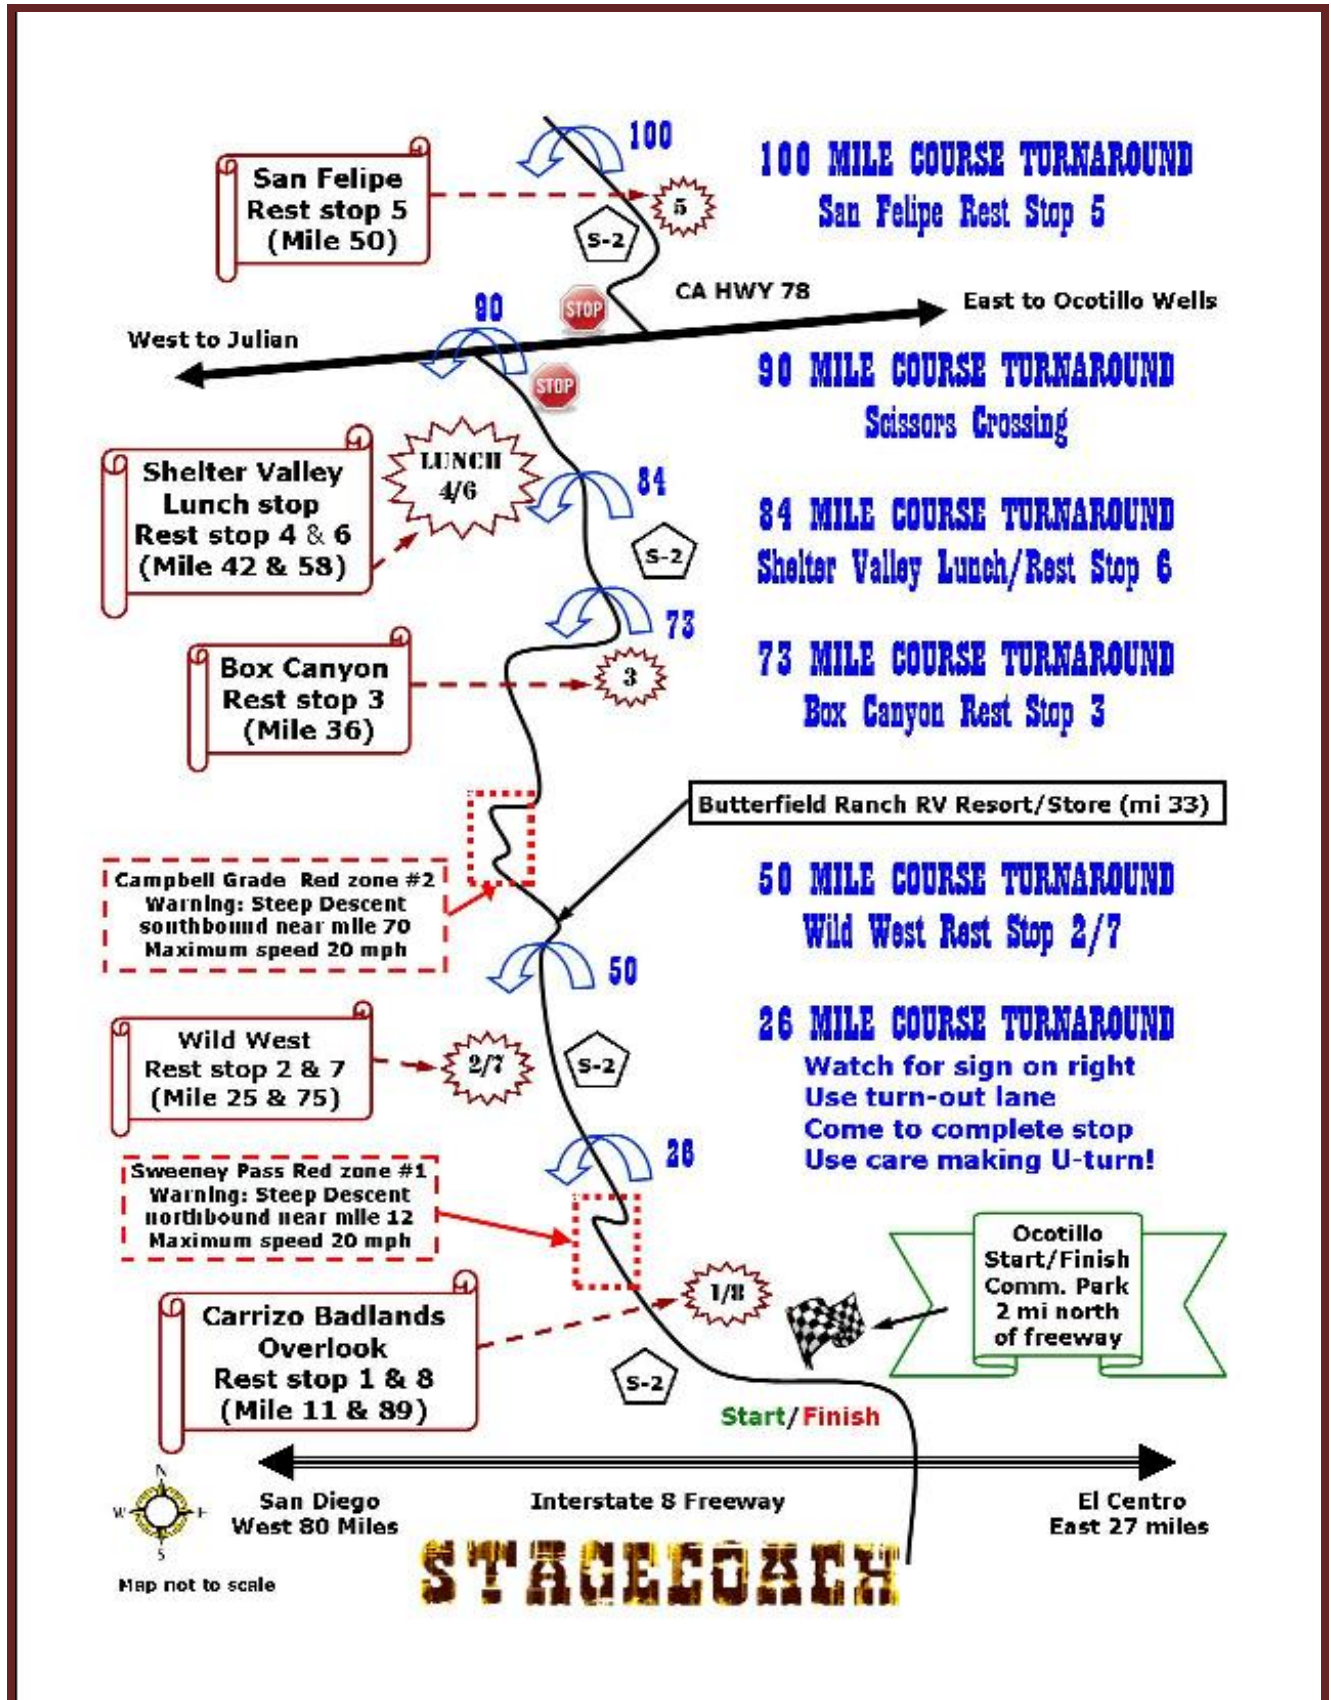 100
100 MILE COURSE TURNAROUND
San Felipe Rest Stop 5
San Felipe
Rest stop 5
(Mile 50)
5
S-2
CA HWY 78
East to Ocotillo Wells
STOP
90
West to Julian
STOP
90 MILE COURSE TURNAROUND
Scissors Crossing
Shelter Valley
Lunch stop
Rest stop 4 & 6
(Mile 42 & 58)
LUNCH
4/6
84
S-2
84 MILE COURSE TURNAROUND
Shelter Valley Lunch/Rest Stop 6
73
Box Canyon
Rest stop 3
(Mile 36)
3
73 MILE COURSE TURNAROUND
Box Canyon Rest Stop 3
Butterfield Ranch RV Resort/Store (mi 33)
Campbell Grade Red zone #2
Warning: Steep Descent
southbound near mile 70
Maximum speed 20 mph
50 MILE COURSE TURNAROUND
Wild West Rest Stop 2/7
50
Wild West
Rest stop 2 & 7
(Mile 25 & 75)
2/7
S-2
26 MILE COURSE TURNAROUND
Watch for sign on right
Use turn-out lane
Come to complete stop
Use care making U-turn!
26
Sweeney Pass Red zone #1
Warning: Steep Descent
northbound near mile 12
Maximum speed 20 mph
Carrizo Badlands
Overlook
Rest stop 1 & 8
(Mile 11 & 89)
1/8
S-2
Ocotillo
Start/Finish
Comm. Park
2 mi north
of freeway
Start/Finish
N
W E
S
San Diego
West 80 Miles
Interstate 8 Freeway
El Centro
East 27 miles
Map not to scale
STAGECOACH